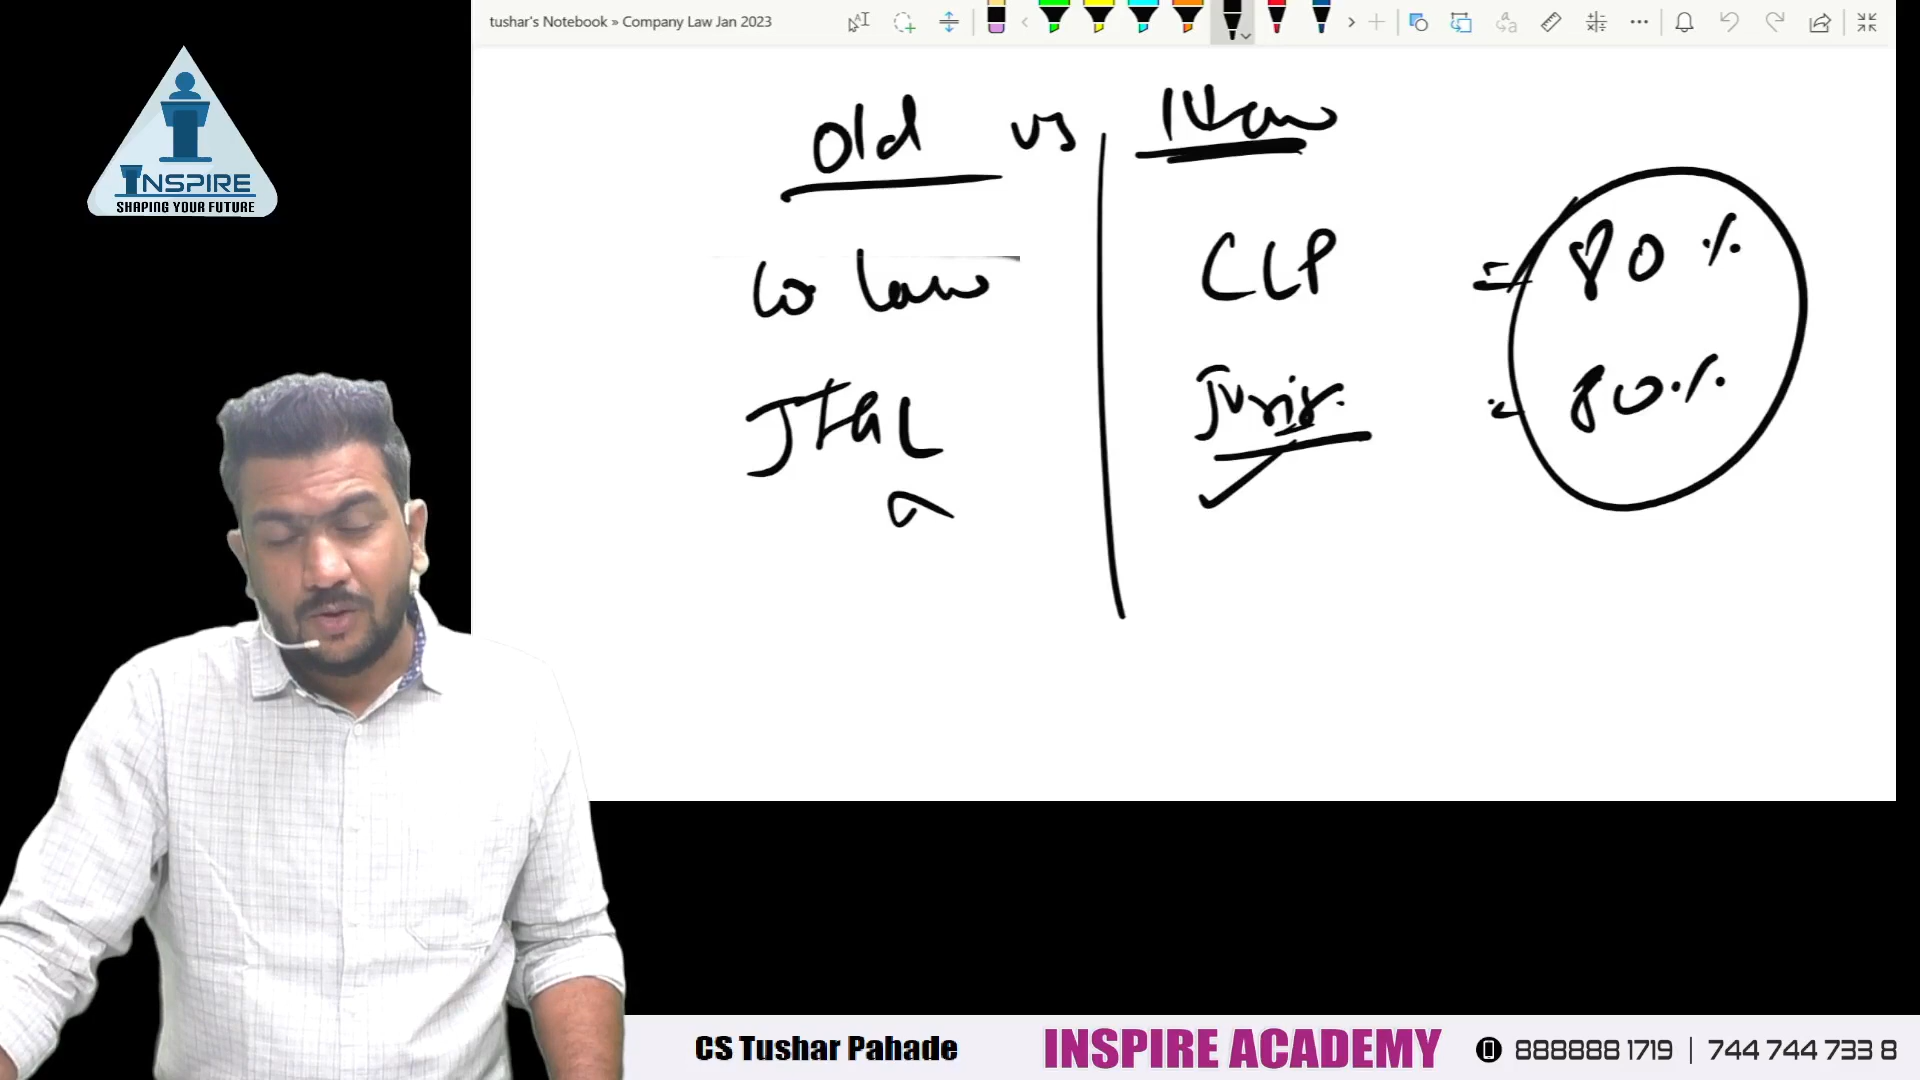 tushar's Notebook » Company Law Jan 2023
INSPIRE
SHAPING YOUR FUTURE
Old vs New
Co law CLP = 80 %
JIGL Juris. = 80%
CS Tushar Pahade INSPIRE ACADEMY 888888 1719 | 744 744 733 8